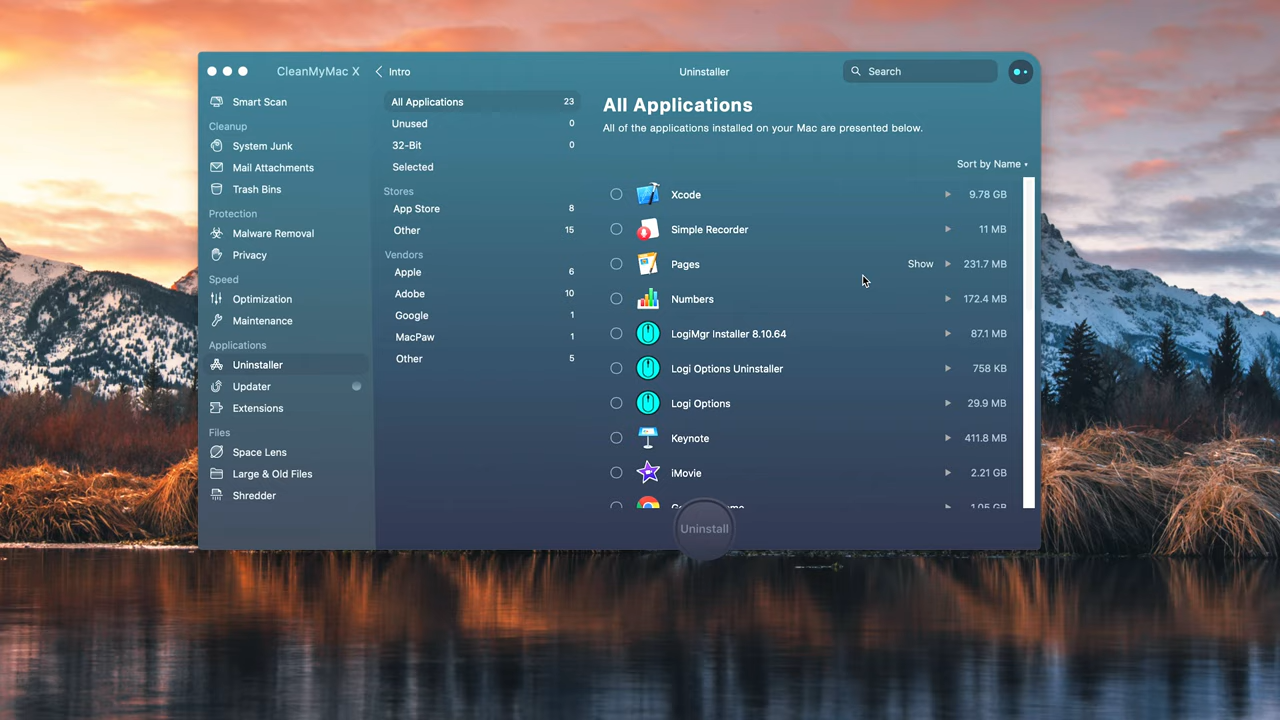 CleanMyMac X
Intro
Uninstaller
Search
Smart Scan
Cleanup
System Junk
Mail Attachments
Trash Bins
Protection
Malware Removal
Privacy
Speed
Optimization
Maintenance
Applications
Uninstaller
Updater
Extensions
Files
Space Lens
Large & Old Files
Shredder
All Applications 23
Unused 0
32-Bit 0
Selected
Stores
App Store 8
Other 15
Vendors
Apple 6
Adobe 10
Google 1
MacPaw 1
Other 5
All Applications
All of the applications installed on your Mac are presented below.
Sort by Name
Xcode 9.78 GB
Simple Recorder 11 MB
Pages Show 231.7 MB
Numbers 172.4 MB
LogiMgr Installer 8.10.64 87.1 MB
Logi Options Uninstaller 758 KB
Logi Options 29.9 MB
Keynote 411.8 MB
iMovie 2.21 GB
1.05 GB
Uninstall